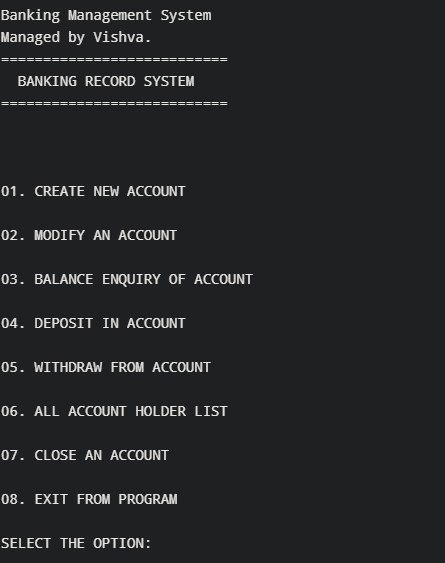 Banking Management System
Managed by Vishva.
===========================
BANKING RECORD SYSTEM
===========================
01. CREATE NEW ACCOUNT
02. MODIFY AN ACCOUNT
03. BALANCE ENQUIRY OF ACCOUNT
04. DEPOSIT IN ACCOUNT
05. WITHDRAW FROM ACCOUNT
06. ALL ACCOUNT HOLDER LIST
07. CLOSE AN ACCOUNT
08. EXIT FROM PROGRAM
SELECT THE OPTION: